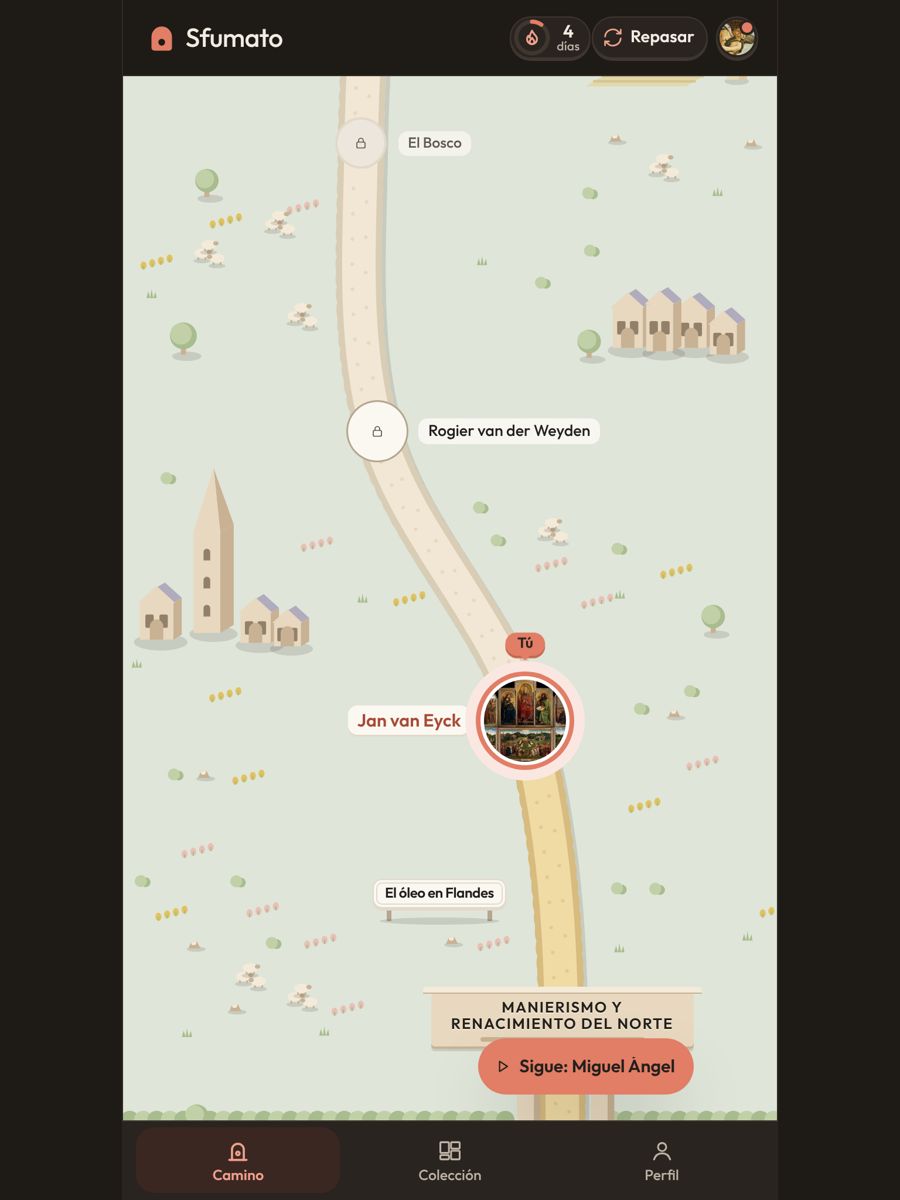 Sfumato
4
días
Repasar
El Bosco
Rogier van der Weyden
Tú
Jan van Eyck
El óleo en Flandes
MANIERISMO Y
RENACIMIENTO DEL NORTE
Sigue: Miguel Ángel
Camino
Colección
Perfil